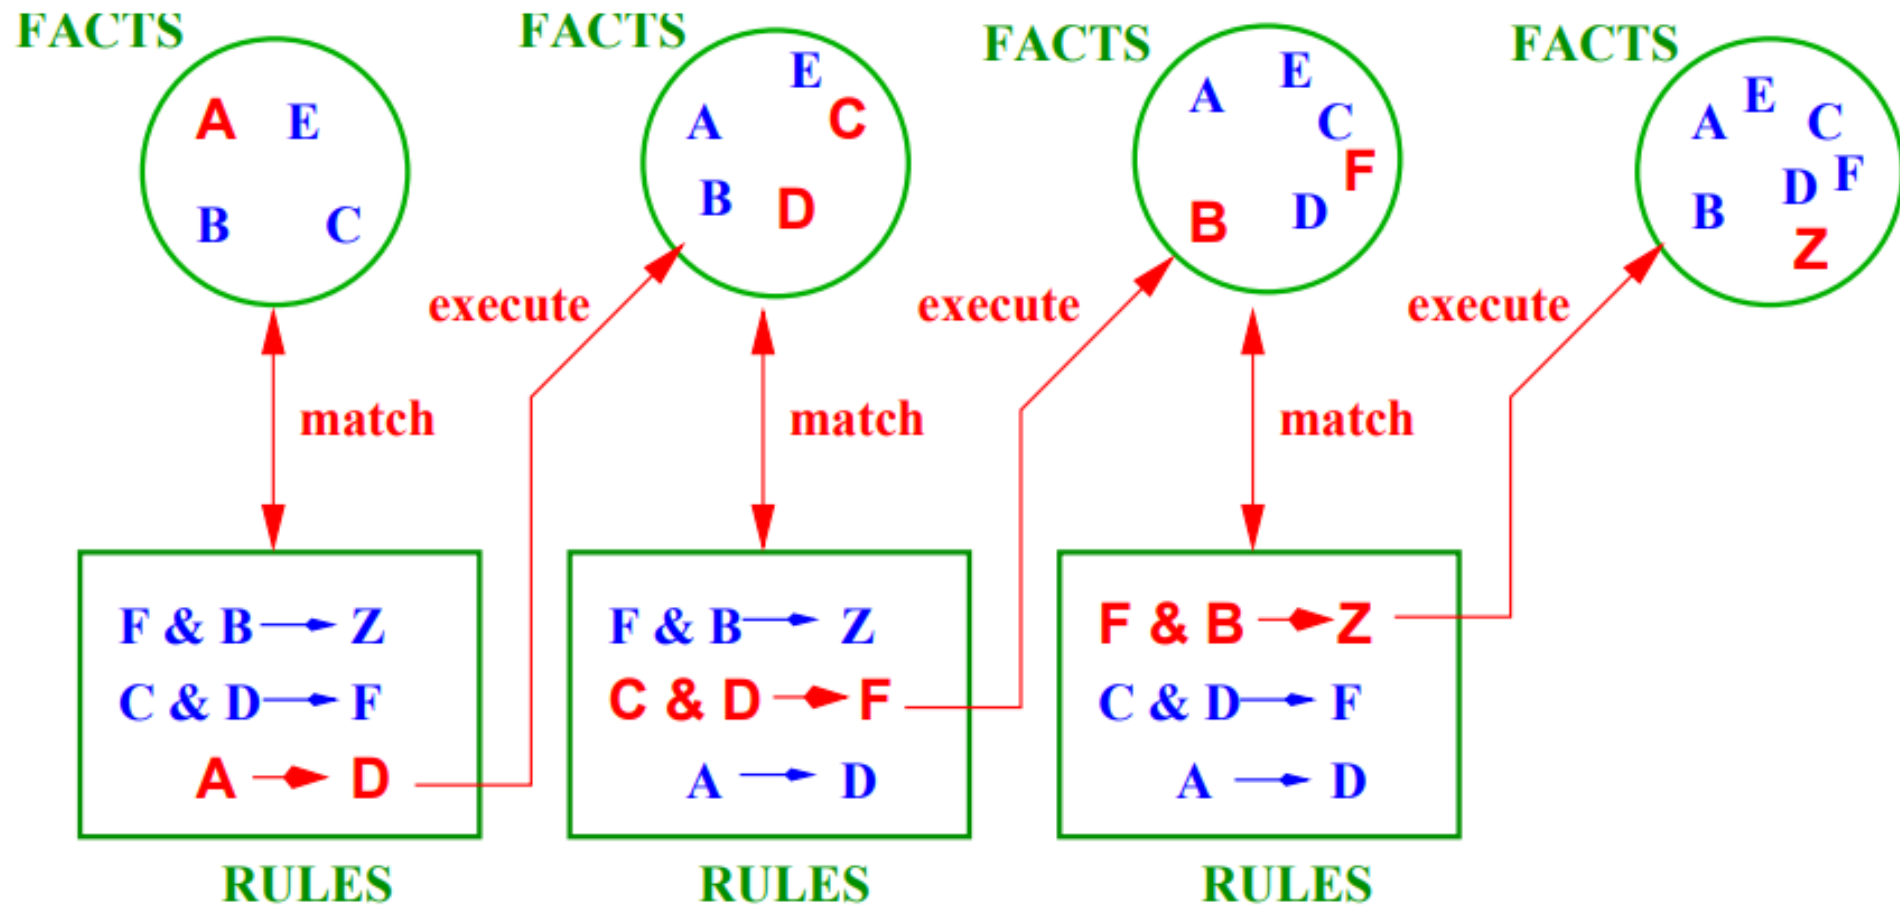 FACTS
A E
B C
match
F & B → Z
C & D → F
A → D
RULES
execute
FACTS
E
A C
B D
match
F & B → Z
C & D → F
A → D
RULES
execute
FACTS
A E
C
F
B D
match
F & B → Z
C & D → F
A → D
RULES
execute
FACTS
A E C
D F
B
Z